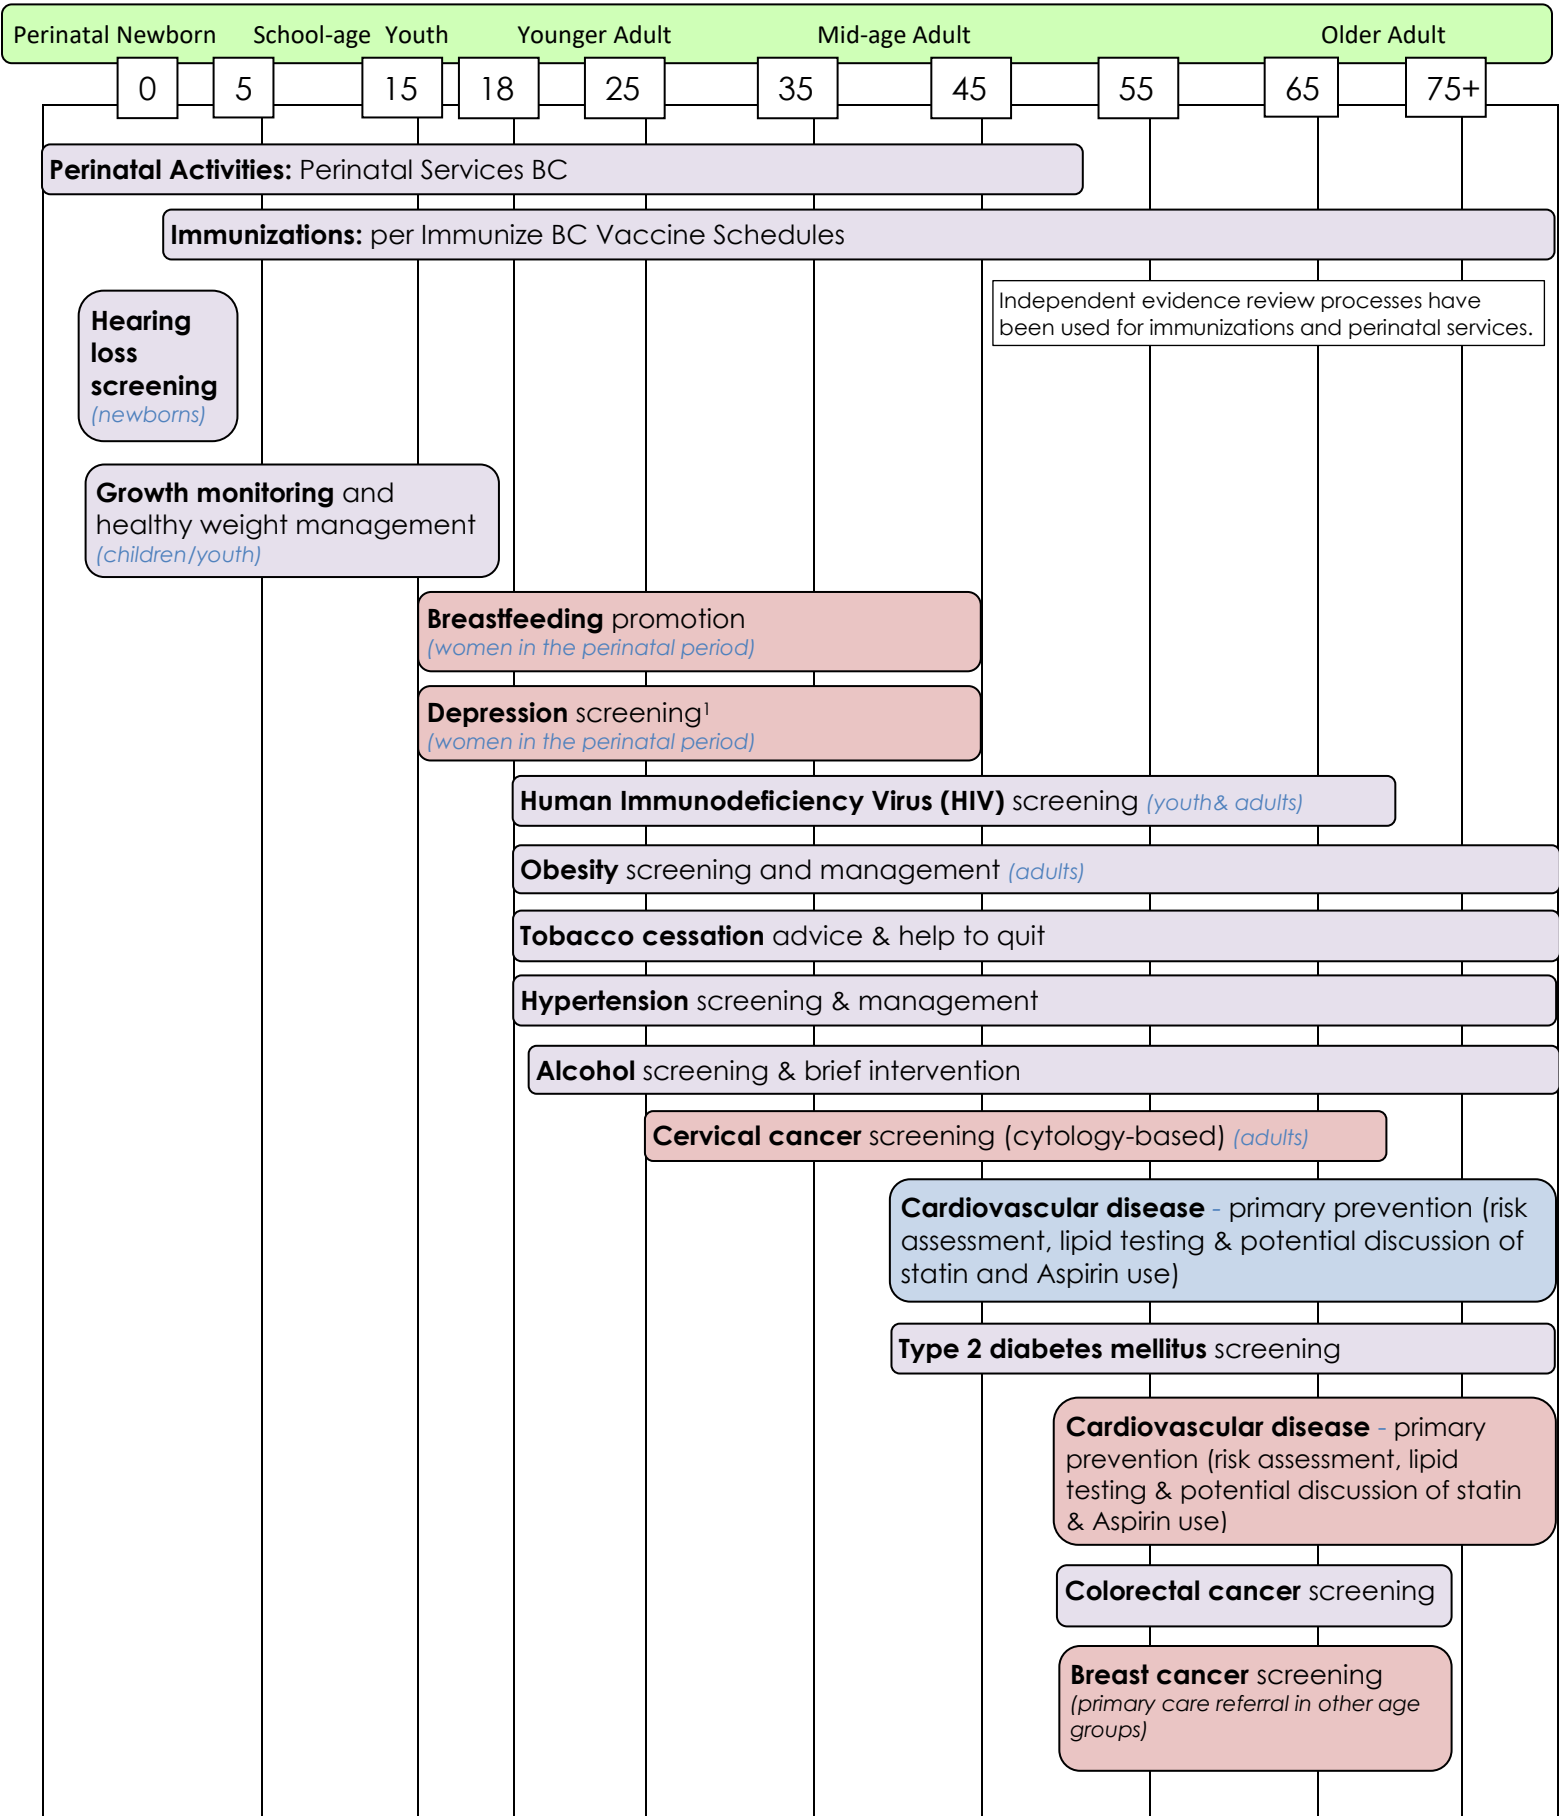 Perinatal Newborn School-age Youth Younger Adult Mid-age Adult Older Adult
0 5 15 18 25 35 45 55 65 75+
Perinatal Activities: Perinatal Services BC
Immunizations: per Immunize BC Vaccine Schedules
Independent evidence review processes have
been used for immunizations and perinatal services.
Hearing
loss
screening
(newborns)
Growth monitoring and
healthy weight management
(children/youth)
Breastfeeding promotion
(women in the perinatal period)
Depression screening¹
(women in the perinatal period)
Human Immunodeficiency Virus (HIV) screening (youth& adults)
Obesity screening and management (adults)
Tobacco cessation advice & help to quit
Hypertension screening & management
Alcohol screening & brief intervention
Cervical cancer screening (cytology-based) (adults)
Cardiovascular disease - primary prevention (risk
assessment, lipid testing & potential discussion of
statin and Aspirin use)
Type 2 diabetes mellitus screening
Cardiovascular disease - primary
prevention (risk assessment, lipid
testing & potential discussion of statin
& Aspirin use)
Colorectal cancer screening
Breast cancer screening
(primary care referral in other age
groups)